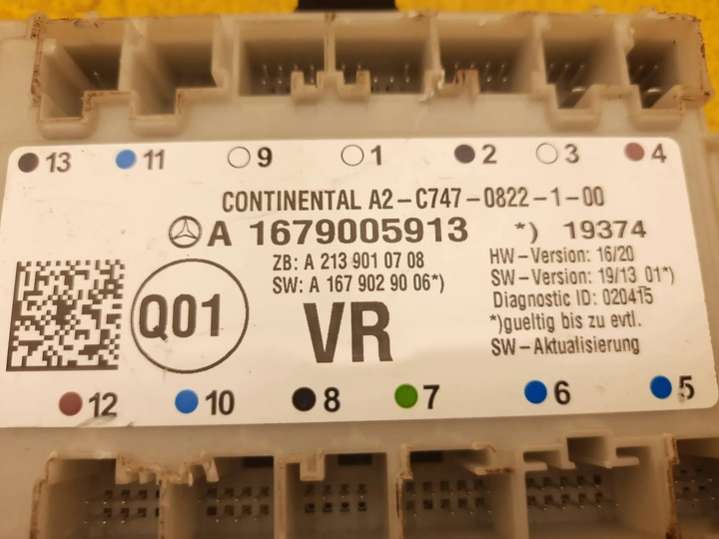 13 11 9 1 2 3 4
CONTINENTAL A2-C747-0822-1-00
A 1679005913 *) 19374
ZB: A 213 901 07 08
SW: A 167 902 90 06*)
HW-Version: 16/20
SW-Version: 19/13 01*)
Diagnostic ID: 020415
*)gueltig bis zu evtl.
SW-Aktualisierung
Q01
VR
12 10 8 7 6 5